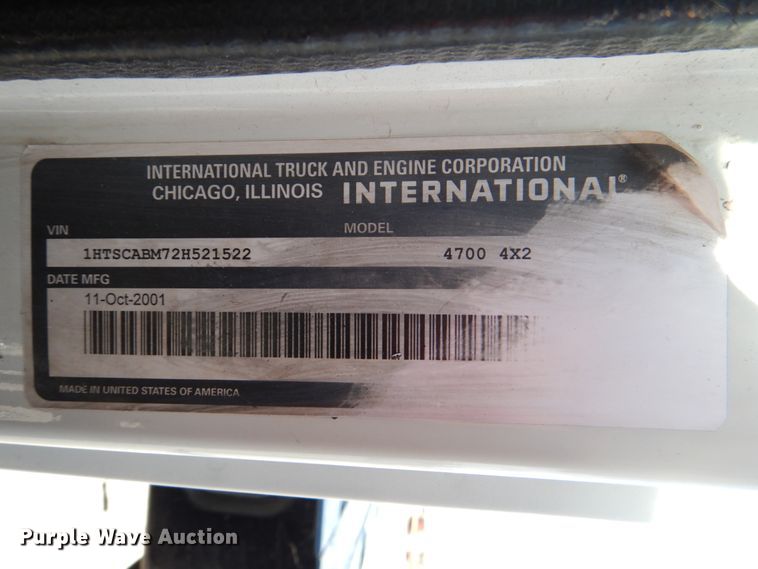 INTERNATIONAL TRUCK AND ENGINE CORPORATION
CHICAGO, ILLINOIS INTERNATIONAL®
VIN MODEL
1HTSCABM72H521522 4700 4X2
DATE MFG
11-Oct-2001
MADE IN UNITED STATES OF AMERICA
Purple Wave Auction